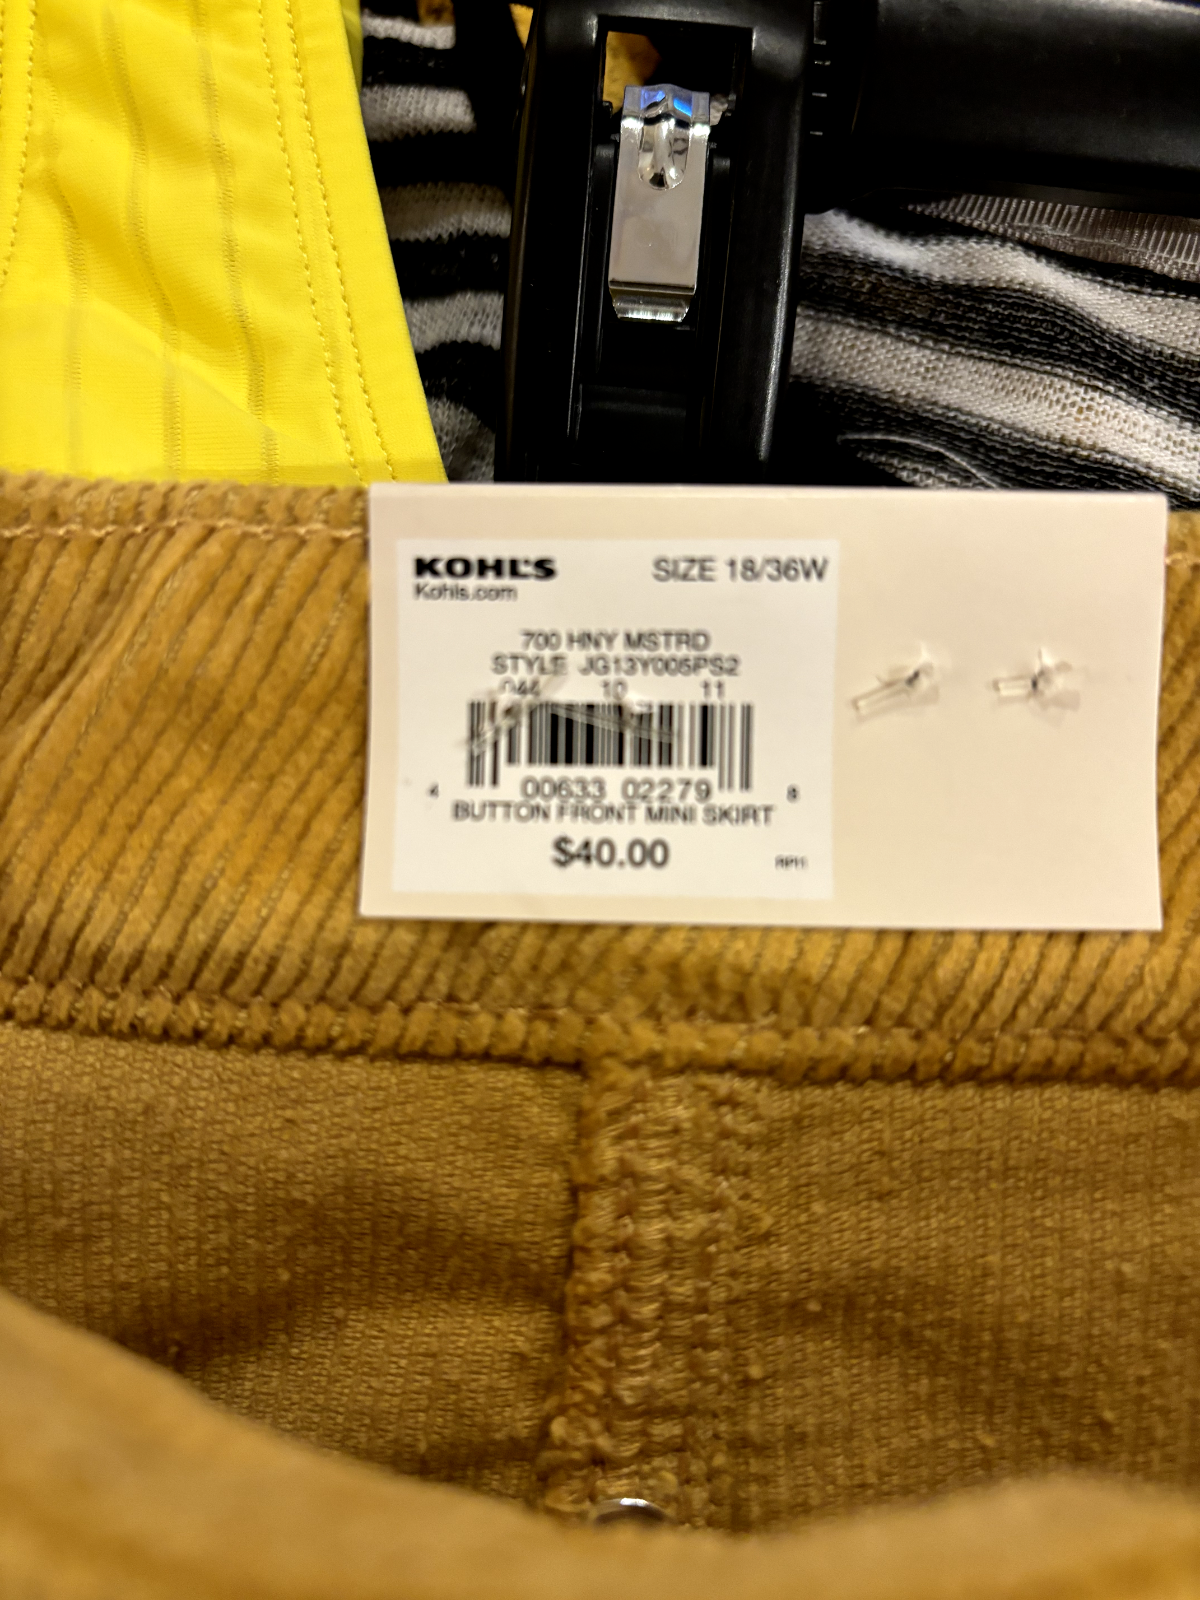 KOHL'S SIZE 18/36W
Kohls.com
700 HNY MSTRD
STYLE JG13Y005PS2
044 10 11
4 00633 02279 8
BUTTON FRONT MINI SKIRT
$40.00